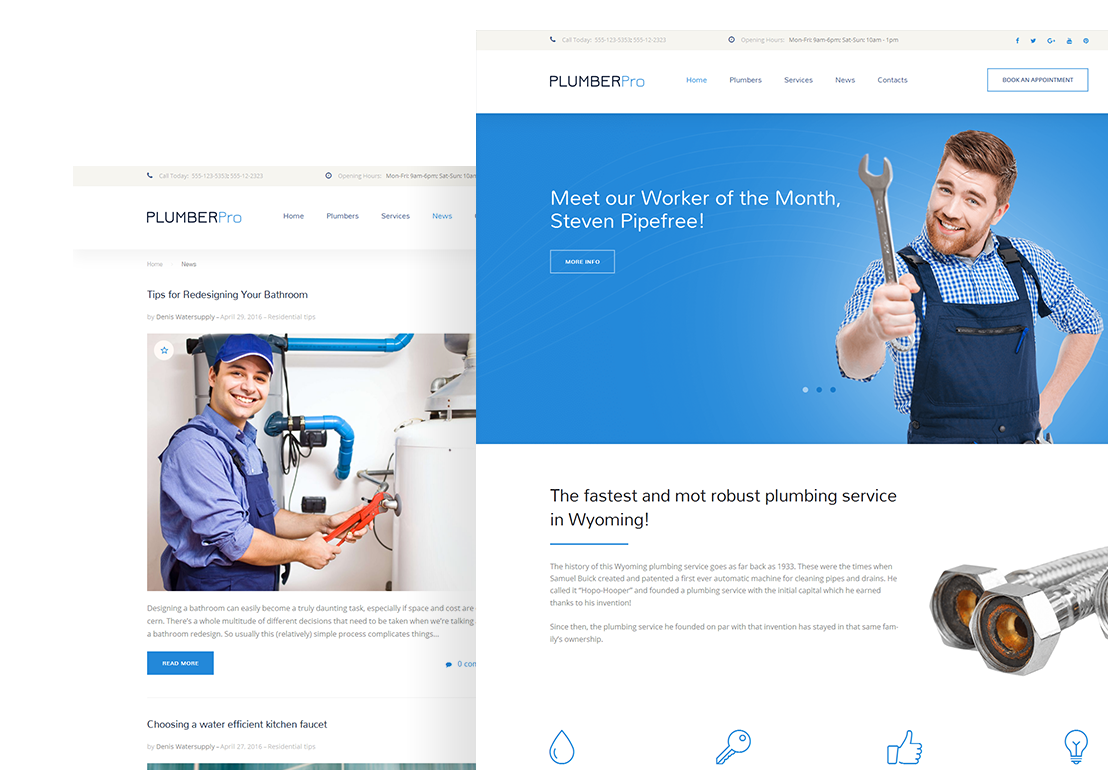 Call Today: 555-123-5353; 555-12-2323
Opening Hours: Mon-Fri: 9am-6pm; Sat-Sun: 10am - 1pm
PLUMBERPro
Home Plumbers Services News Contacts
BOOK AN APPOINTMENT
Meet our Worker of the Month,
Steven Pipefree!
MORE INFO
The fastest and mot robust plumbing service
in Wyoming!
The history of this Wyoming plumbing service goes as far back as 1933. These were the times when
Samuel Buick created and patented a first ever automatic machine for cleaning pipes and drains. He
called it “Hopo-Hooper” and founded a plumbing service with the initial capital which he earned
thanks to his invention!
Since then, the plumbing service he founded on par with that invention has stayed in that same fam-
ily’s ownership.
Call Today: 555-123-5353; 555-12-2323
Opening Hours: Mon-Fri: 9am-6pm; Sat-Sun: 10am
PLUMBERPro
Home Plumbers Services News
Home News
Tips for Redesigning Your Bathroom
by Denis Watersupply – April 29, 2016 - Residential tips
Designing a bathroom can easily become a truly daunting task, especially if space and cost are
cern. There’s a whole multitude of different decisions that need to be taken when we’re talking
a bathroom redesign. So usually this (relatively) simple process complicates things...
READ MORE
0 com
Choosing a water efficient kitchen faucet
by Denis Watersupply – April 27, 2016 - Residential tips